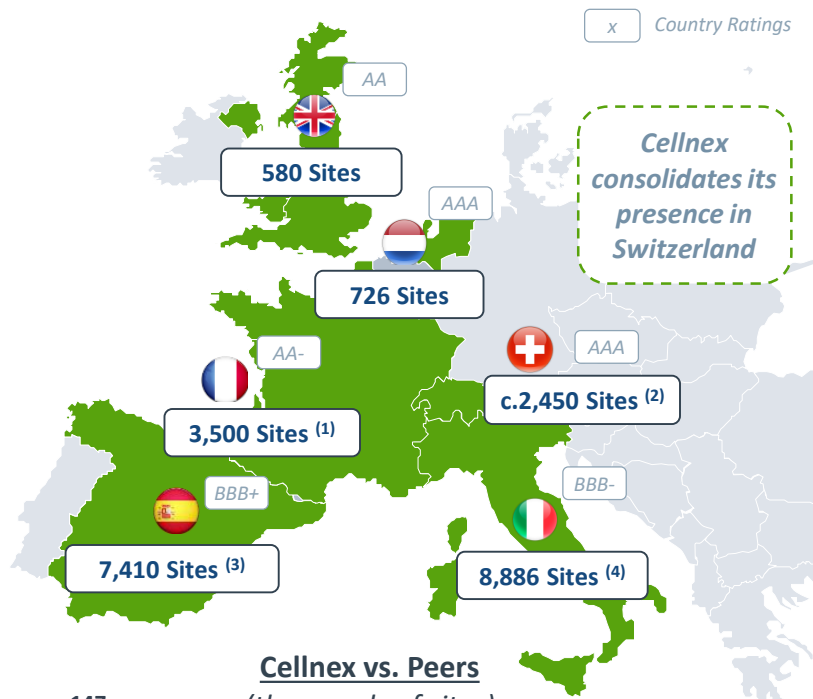 x Country Ratings
AA
580 Sites
Cellnex
consolidates its
presence in
Switzerland
AAA
726 Sites
AA-
AAA
3,500 Sites (1)
c.2,450 Sites (2)
BBB+
BBB-
7,410 Sites (3)
8,886 Sites (4)
Cellnex vs. Peers